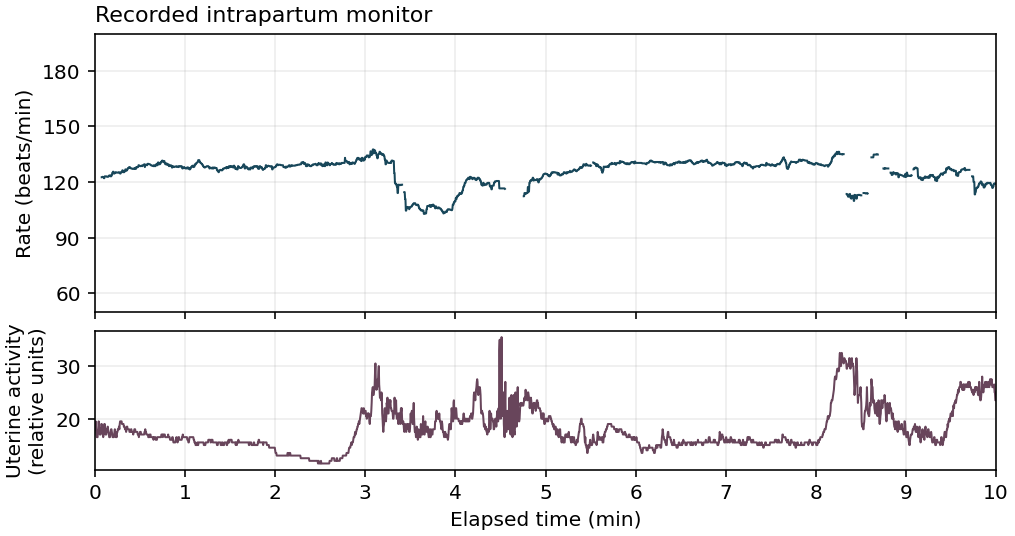 Recorded intrapartum monitor
Rate (beats/min)
180
150
120
90
60
Uterine activity
(relative units)
30
20
0 1 2 3 4 5 6 7 8 9 10
Elapsed time (min)